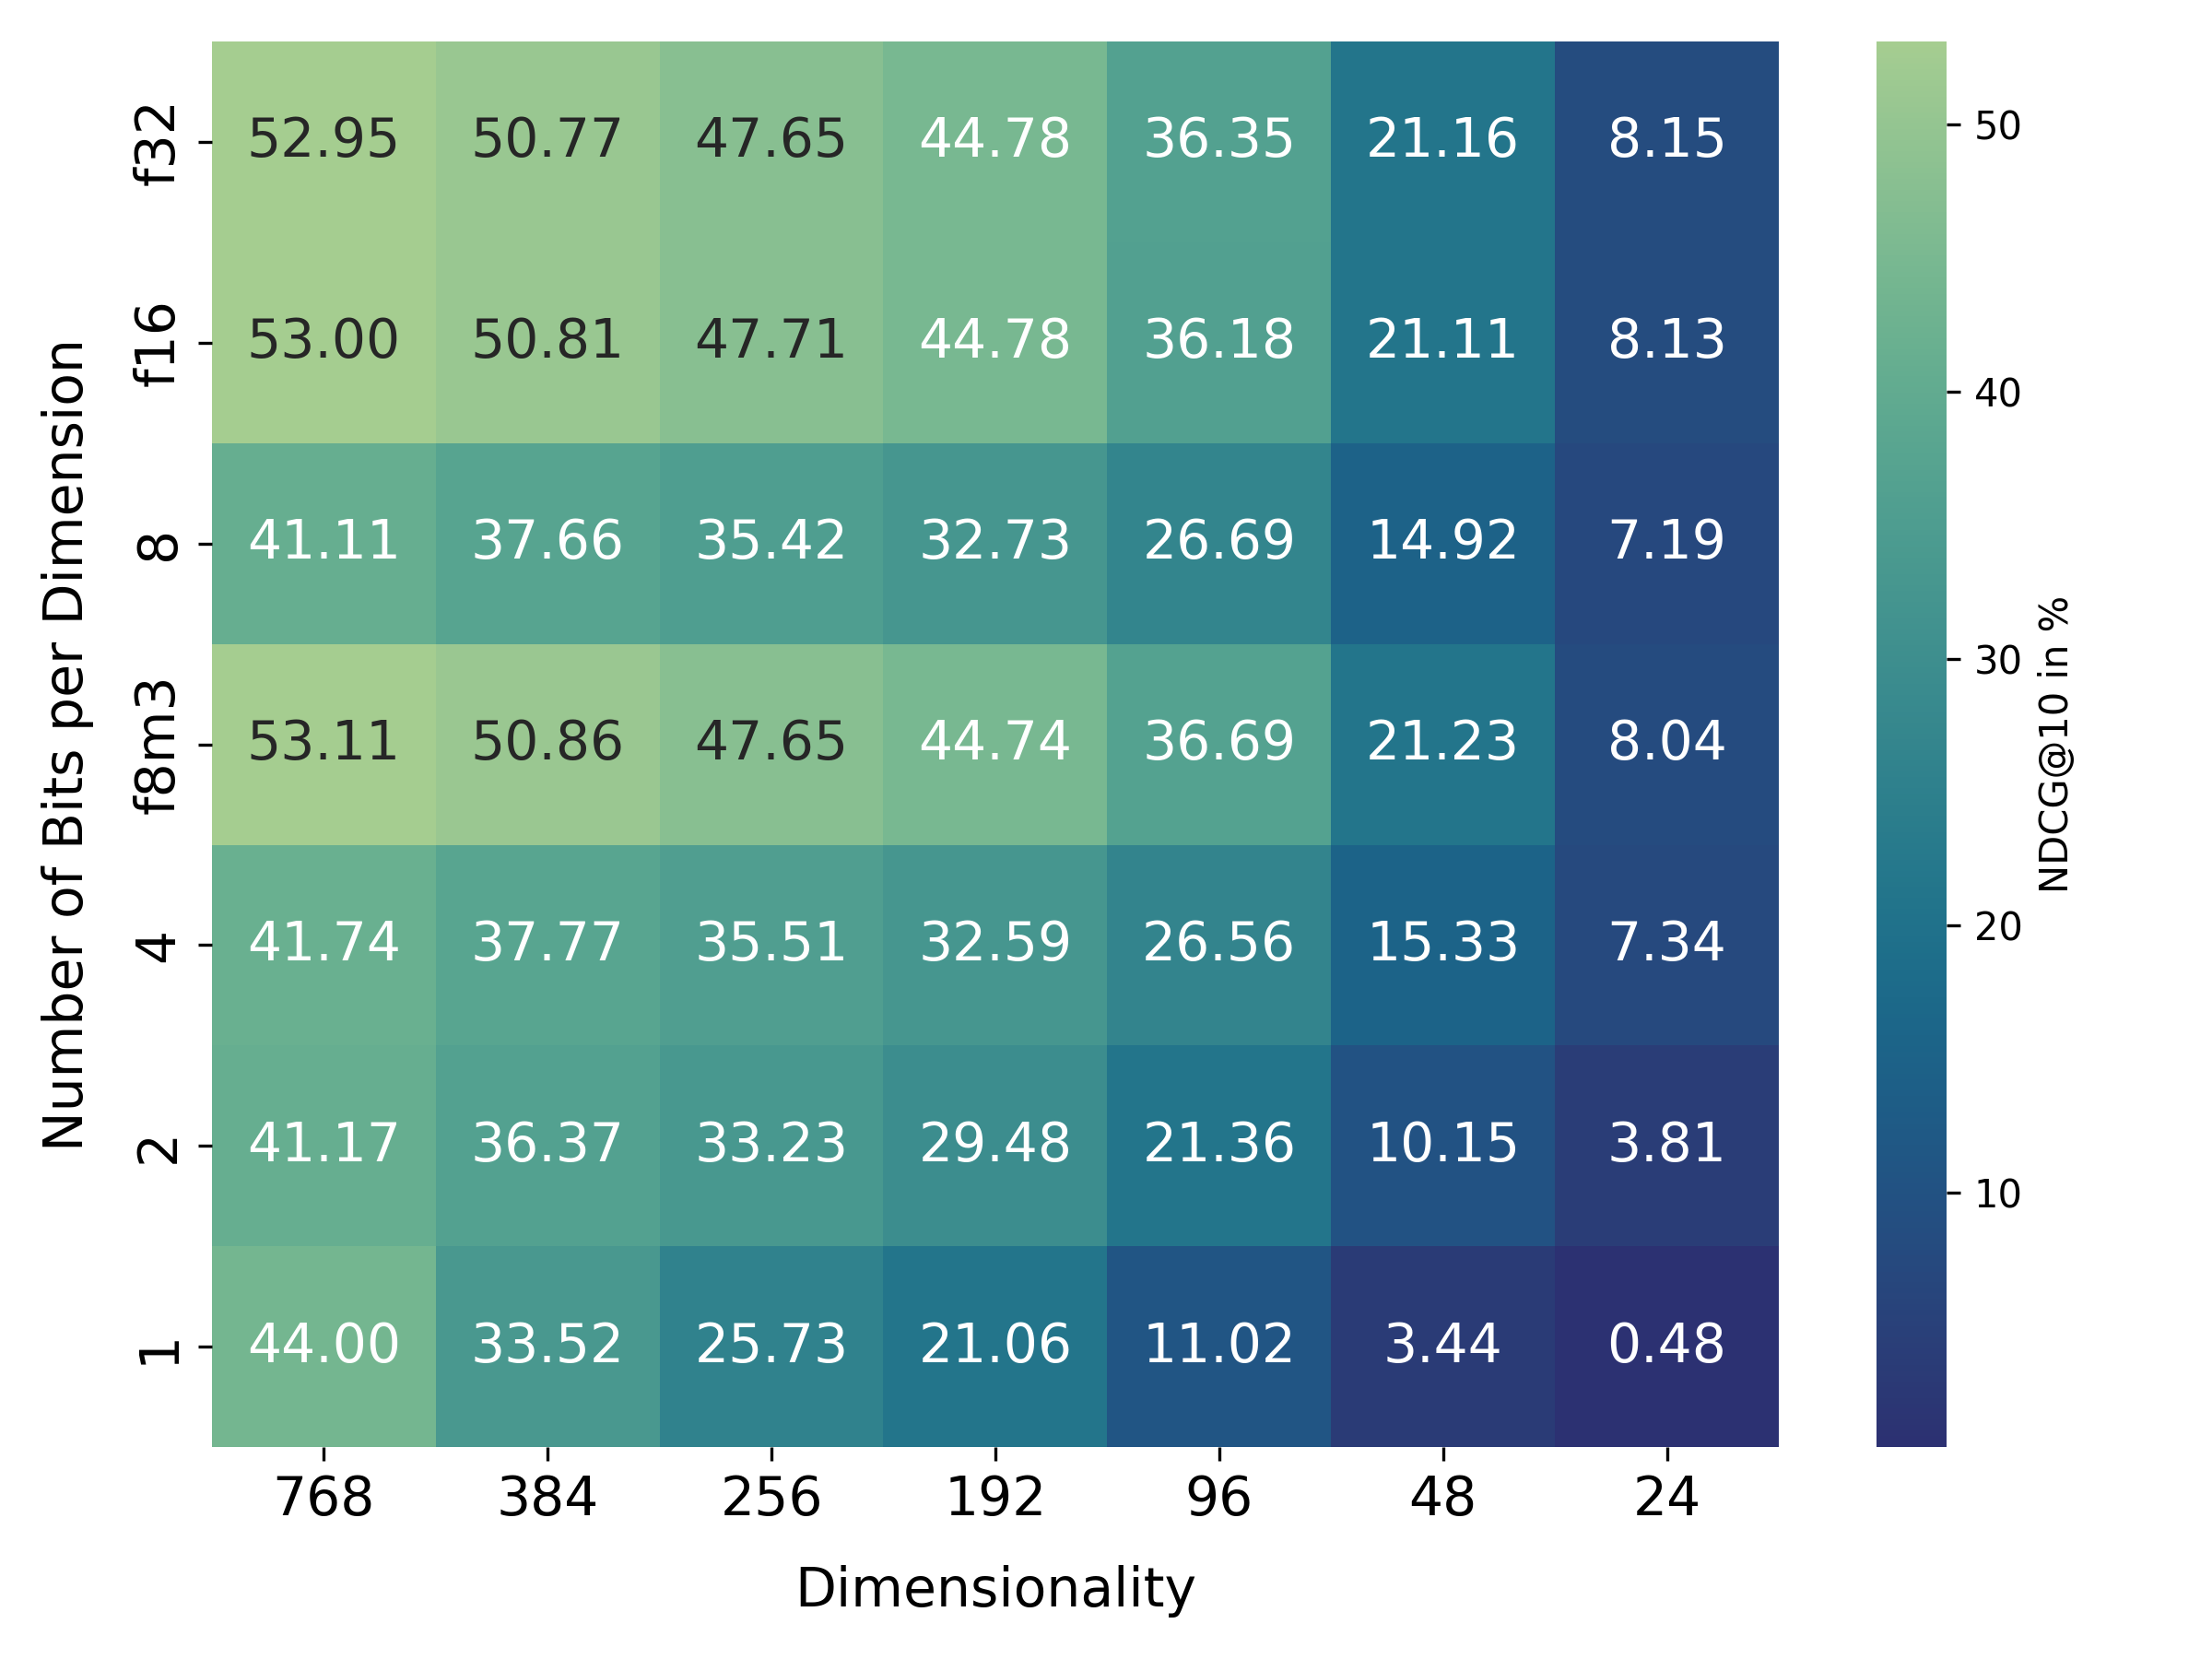 Number of Bits per Dimension
f32 52.95 50.77 47.65 44.78 36.35 21.16 8.15
f16 53.00 50.81 47.71 44.78 36.18 21.11 8.13
8 41.11 37.66 35.42 32.73 26.69 14.92 7.19
f8m3 53.11 50.86 47.65 44.74 36.69 21.23 8.04
4 41.74 37.77 35.51 32.59 26.56 15.33 7.34
2 41.17 36.37 33.23 29.48 21.36 10.15 3.81
1 44.00 33.52 25.73 21.06 11.02 3.44 0.48
768 384 256 192 96 48 24
Dimensionality
50
40
30
20
10
NDCG@10 in %